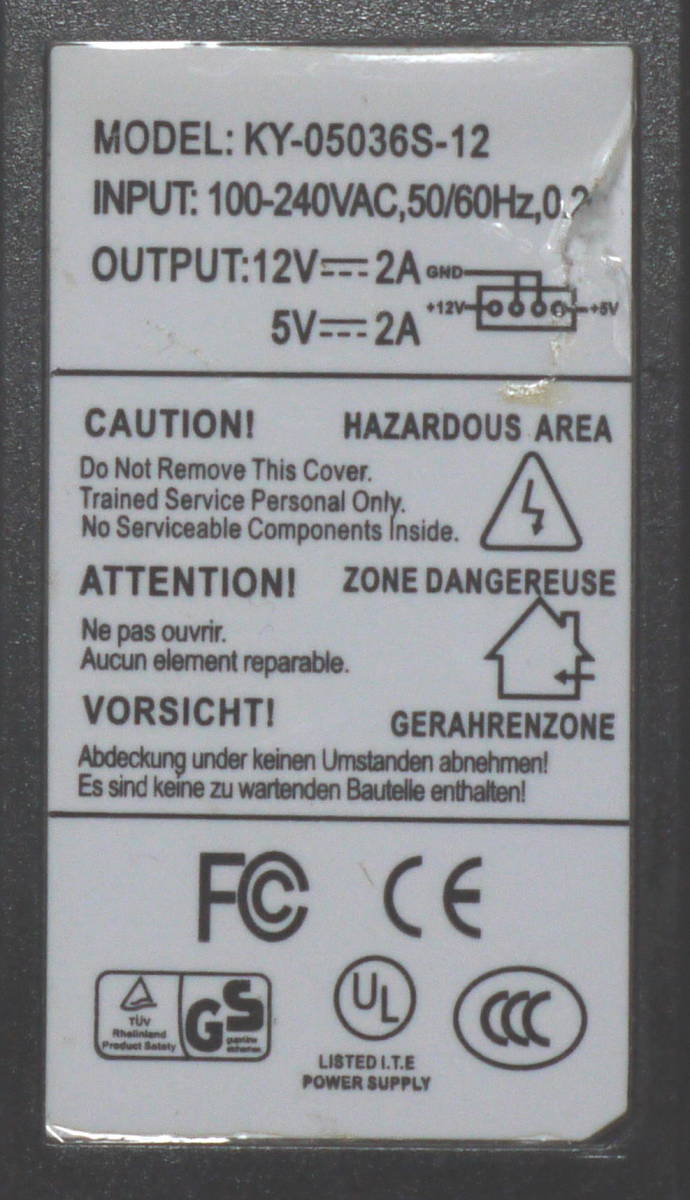 MODEL: KY-05036S-12
INPUT: 100-240VAC,50/60Hz,0.2
OUTPUT:12V⎓2A GND
+12V +5V
5V⎓2A
CAUTION! HAZARDOUS AREA
Do Not Remove This Cover.
Trained Service Personal Only.
No Serviceable Components Inside.
ATTENTION! ZONE DANGEREUSE
Ne pas ouvrir.
Aucun element reparable.
VORSICHT! GERAHRENZONE
Abdeckung under keinen Umstanden abnehmen!
Es sind keine zu wartenden Bautelle enthalten!
FC CE
TÜV
Rheinland
Product Safety
GS
UL
CCC
LISTED I.T.E
POWER SUPPLY